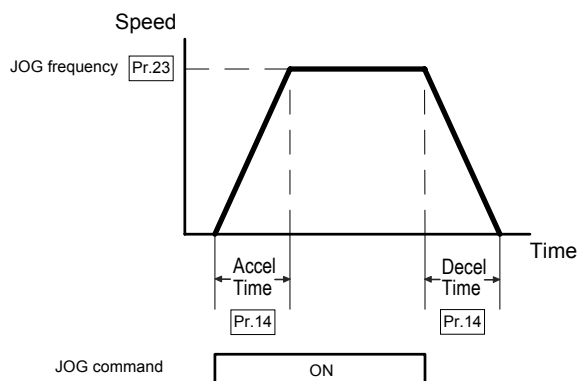 Speed
JOG frequency Pr.23
Time
Accel Time
Decel Time
Pr.14
Pr.14
JOG command
ON